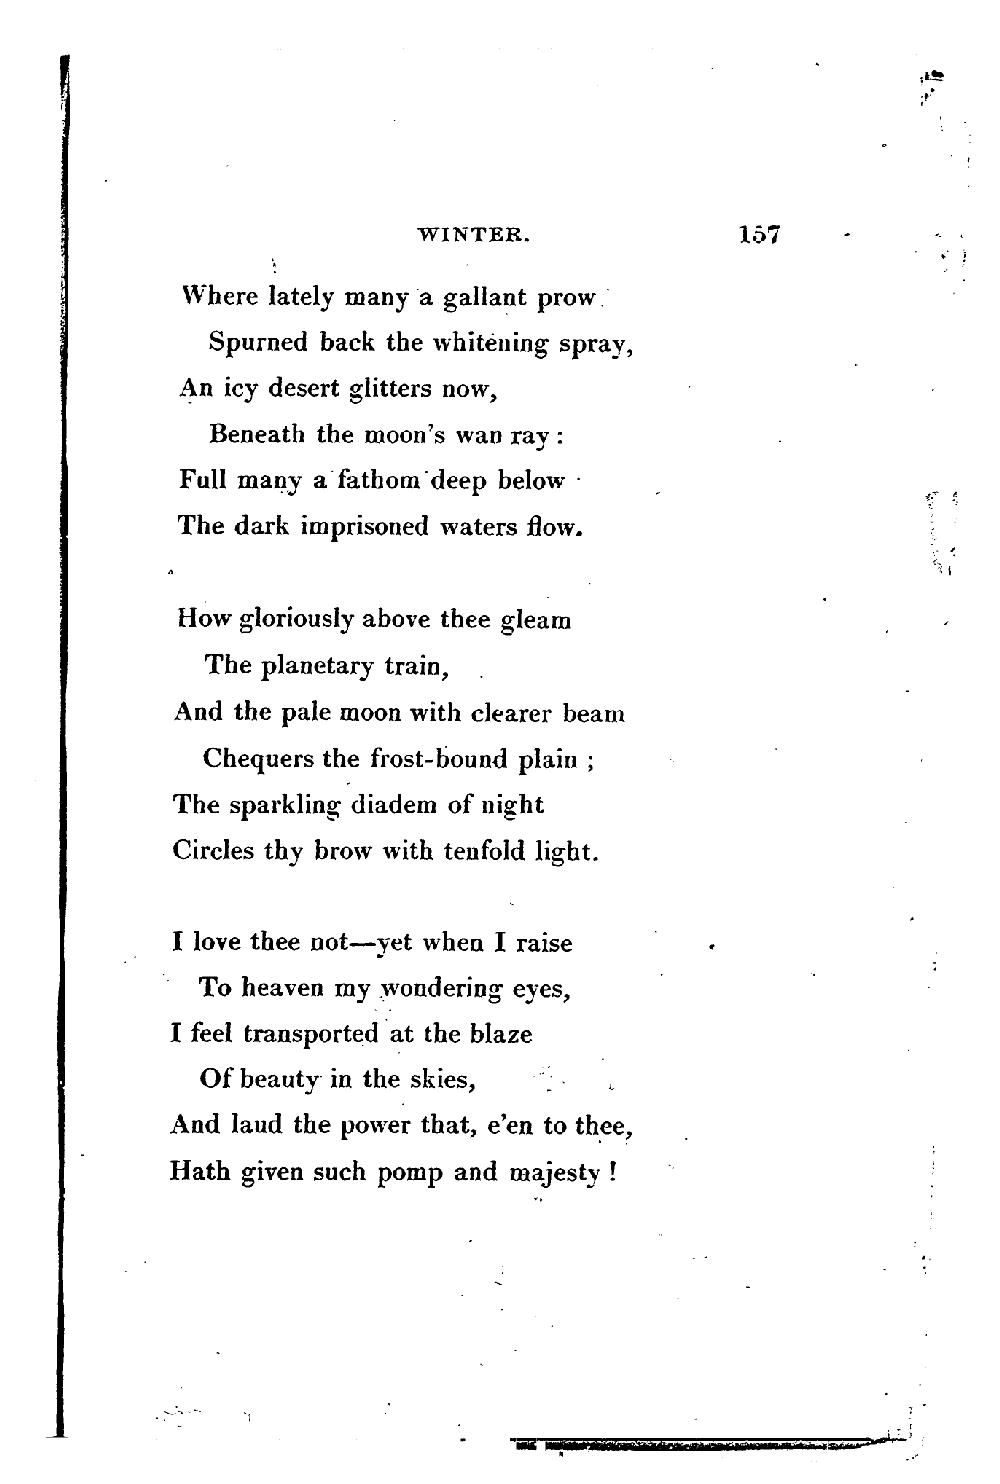 WINTER. 157
Where lately many a gallant prow
Spurned back the whitening spray,
An icy desert glitters now,
Beneath the moon's wan ray :
Full many a fathom deep below
The dark imprisoned waters flow.
How gloriously above thee gleam
The planetary train,
And the pale moon with clearer beam
Chequers the frost-bound plain ;
The sparkling diadem of night
Circles thy brow with tenfold light.
I love thee not—yet when I raise
To heaven my wondering eyes,
I feel transported at the blaze
Of beauty in the skies,
And laud the power that, e'en to thee,
Hath given such pomp and majesty !